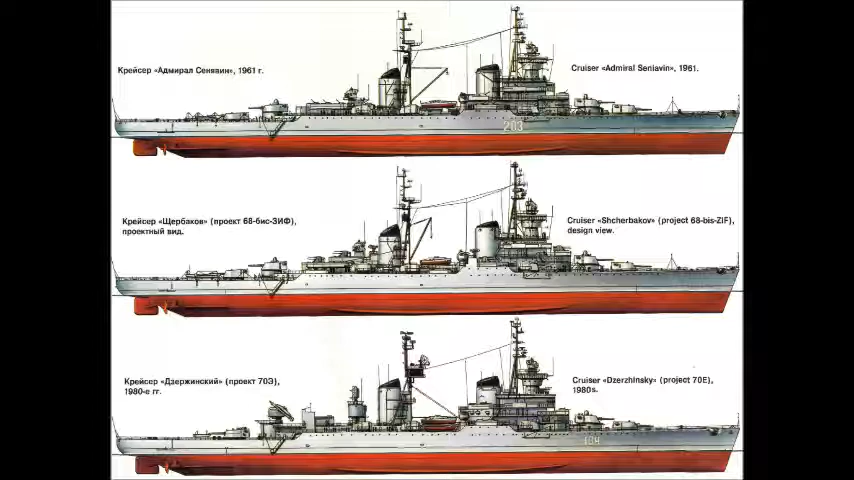 Крейсер «Адмирал Сенявин», 1961 г.
Cruiser «Admiral Seniavin», 1961.
203
Крейсер «Щербаков» (проект 68-бис-ЗИФ),
проектный вид.
Cruiser «Shcherbakov» (project 68-bis-ZIF),
design view.
Крейсер «Дзержинский» (проект 70Э),
1980-е гг.
Cruiser «Dzerzhinsky» (project 70E),
1980s.